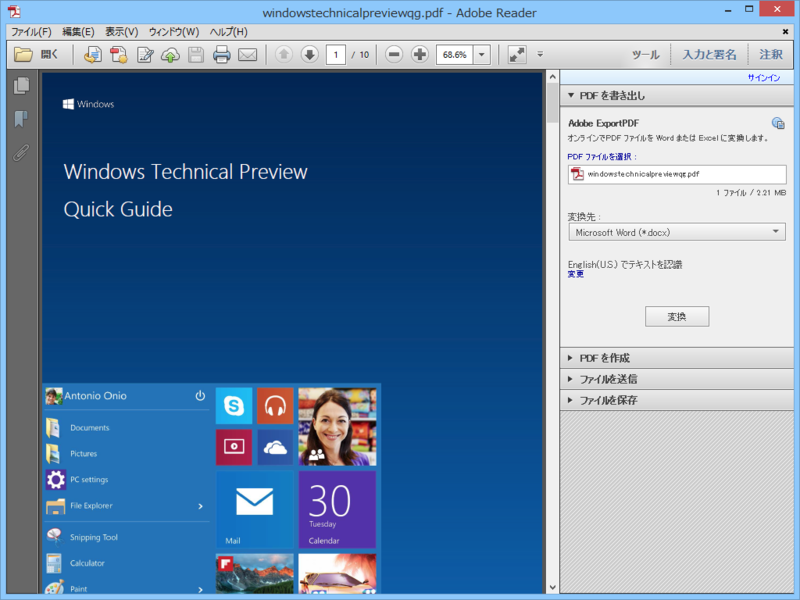 windowstechnicalpreviewqg.pdf - Adobe Reader
ファイル(F) 編集(E) 表示(V) ウィンドウ(W) ヘルプ(H)
開く 1 / 10 68.6% ツール 入力と署名 注釈
サインイン
Windows
Windows Technical Preview
Quick Guide
Antonio Onio
Documents
Pictures
PC settings
File Explorer
Snipping Tool
Calculator
Paint
Mail
30
Tuesday
Calendar
PDF を書き出し
Adobe ExportPDF
オンラインで PDF ファイルを Word または Excel に変換します。
PDF ファイルを選択 :
windowstechnicalpreviewqg.pdf
1 ファイル / 2.21 MB
変換先 :
Microsoft Word (*.docx)
English(U.S.) でテキストを認識
変更
変換
PDF を作成
ファイルを送信
ファイルを保存